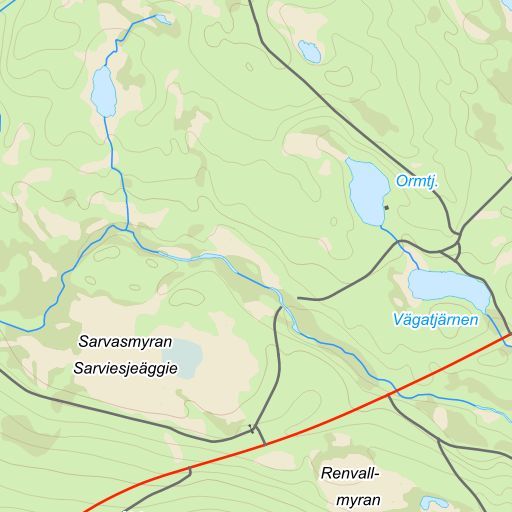 Ormtj.
Vägatjärnen
Sarvasmyran
Sarviesjeäggie
Renvall-
myran